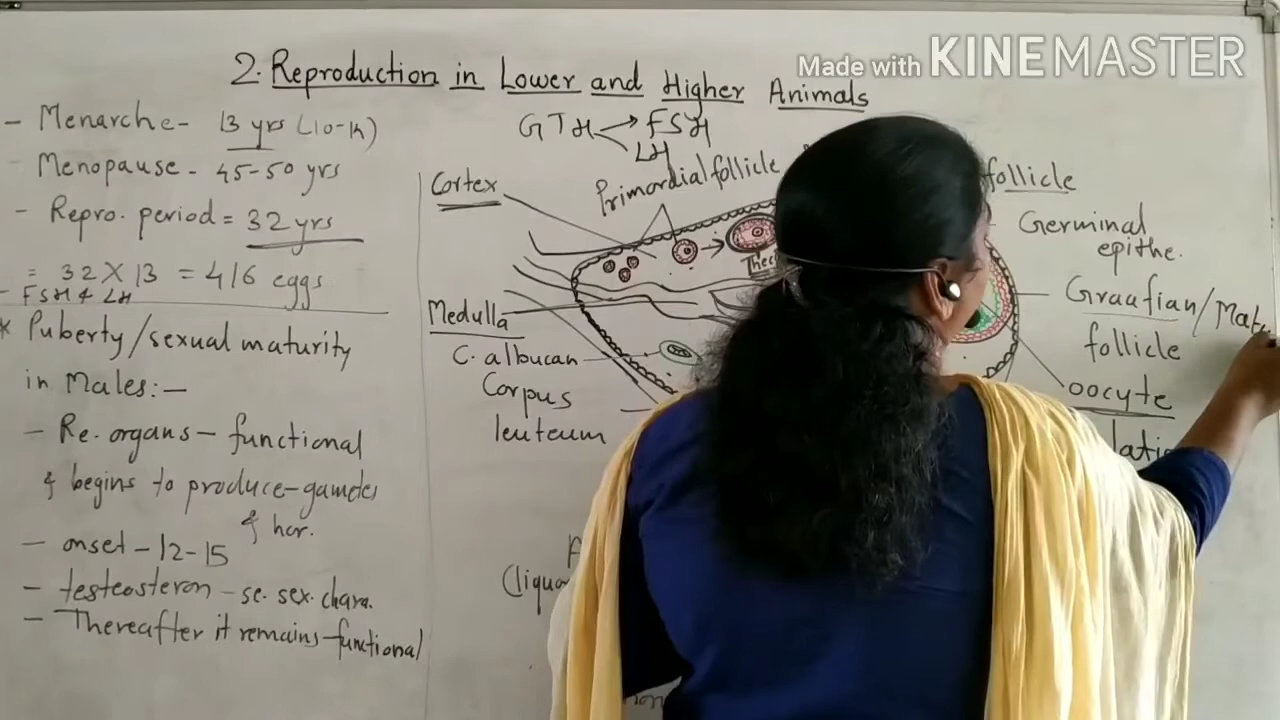 Made with KINEMASTER
2. Reproduction in Lower and Higher Animals
- Menarche - 13 yrs (10-14)
- Menopause - 45-50 yrs
- Repro. period = 32 yrs
= 32 X 13 = 416 eggs
- FSH & LH
* Puberty/sexual maturity
in Males:-
- Re. organs - functional
& begins to produce-gametes
& hor.
- onset - 12-15
- testeosteron - se. sex. chara.
- Thereafter it remains-functional
GTH → FSH
LH
Primordial follicle
Cortex
Medulla
C. albucan
Corpus
leuteum
follicle
Germinal
epithe.
Graafian/Mat
follicle
oocyte